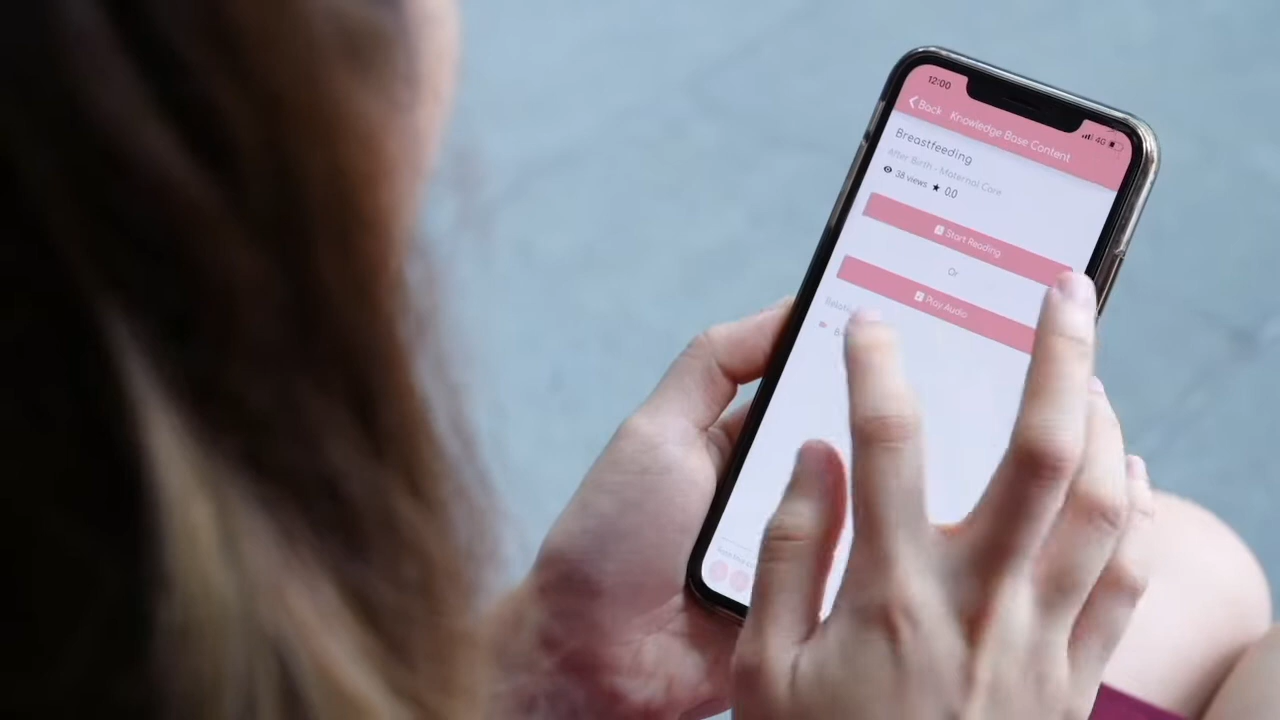 12:00
4G
Back Knowledge Base Content
Breastfeeding
After Birth - Maternal Care
38 views 0.0
Start Reading
Or
Play Audio